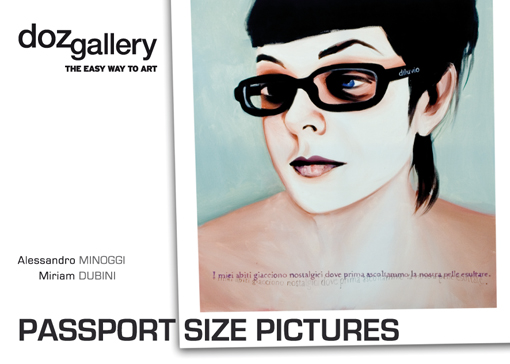 dozgallery
THE EASY WAY TO ART
diluvio
Alessandro MINOGGI
Miriam DUBINI
I miei abiti giacciono nostalgici dove prima ascoltammo la nostra pelle esultare.
PASSPORT SIZE PICTURES